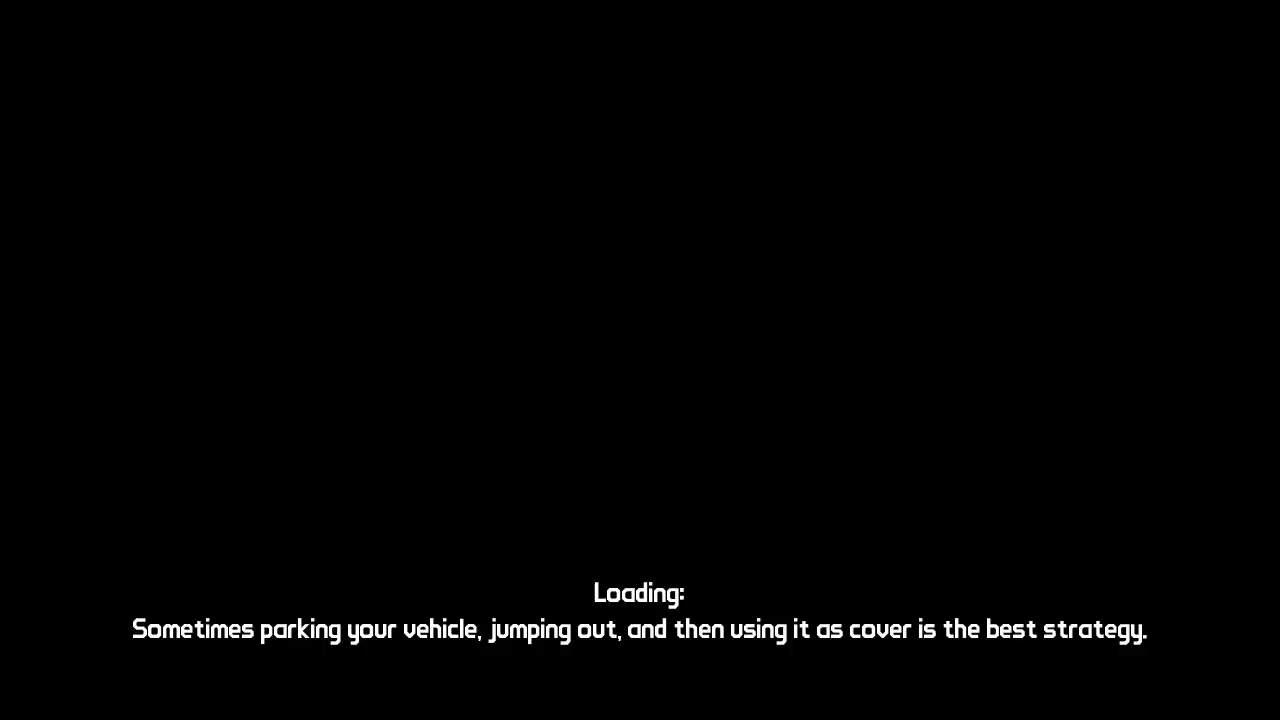 Loading:
Sometimes parking your vehicle, jumping out, and then using it as cover is the best strategy.